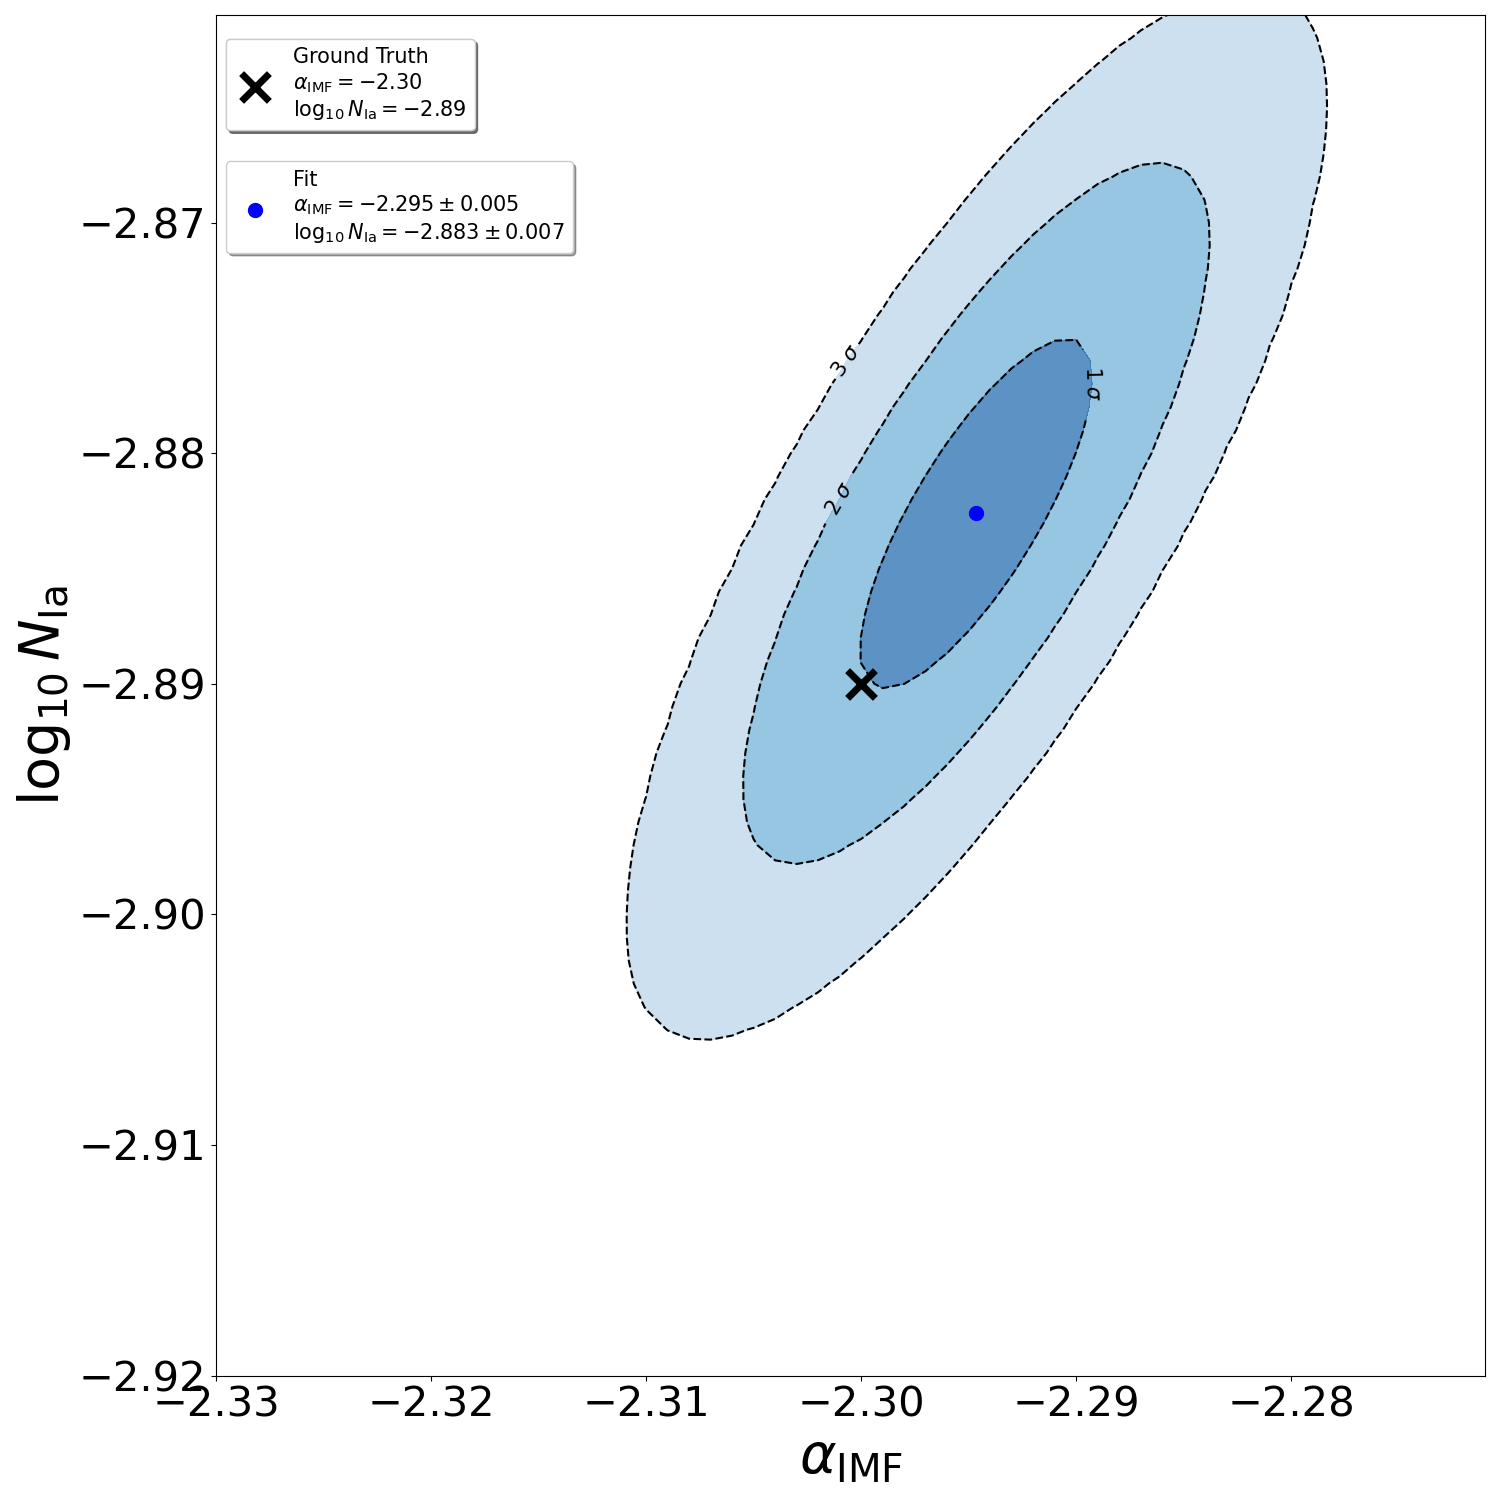 Ground Truth
α_IMF = −2.30
log₁₀ N_Ia = −2.89
Fit
α_IMF = −2.295 ± 0.005
log₁₀ N_Ia = −2.883 ± 0.007
3 σ
2 σ
1 σ
−2.87
−2.88
−2.89
−2.90
−2.91
−2.92
log₁₀ N_Ia
−2.33 −2.32 −2.31 −2.30 −2.29 −2.28
α_IMF